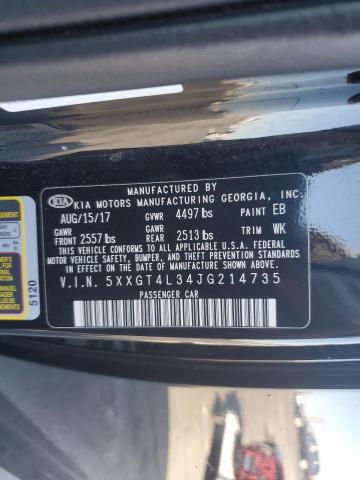 MANUFACTURED BY
KIA KIA MOTORS MANUFACTURING GEORGIA, INC.
AUG/15/17 GVWR 4497 lbs PAINT EB
GAWR FRONT 2557 lbs GAWR REAR 2513 lbs TRIM WK
THIS VEHICLE CONFORMS TO ALL APPLICABLE U.S.A. FEDERAL
MOTOR VEHICLE SAFETY, BUMPER, AND THEFT PREVENTION STANDARDS
IN EFFECT ON THE DATE OF MANUFACTURE SHOWN ABOVE.
V.I.N. 5XXGT4L34JG214735
PASSENGER CAR
5120